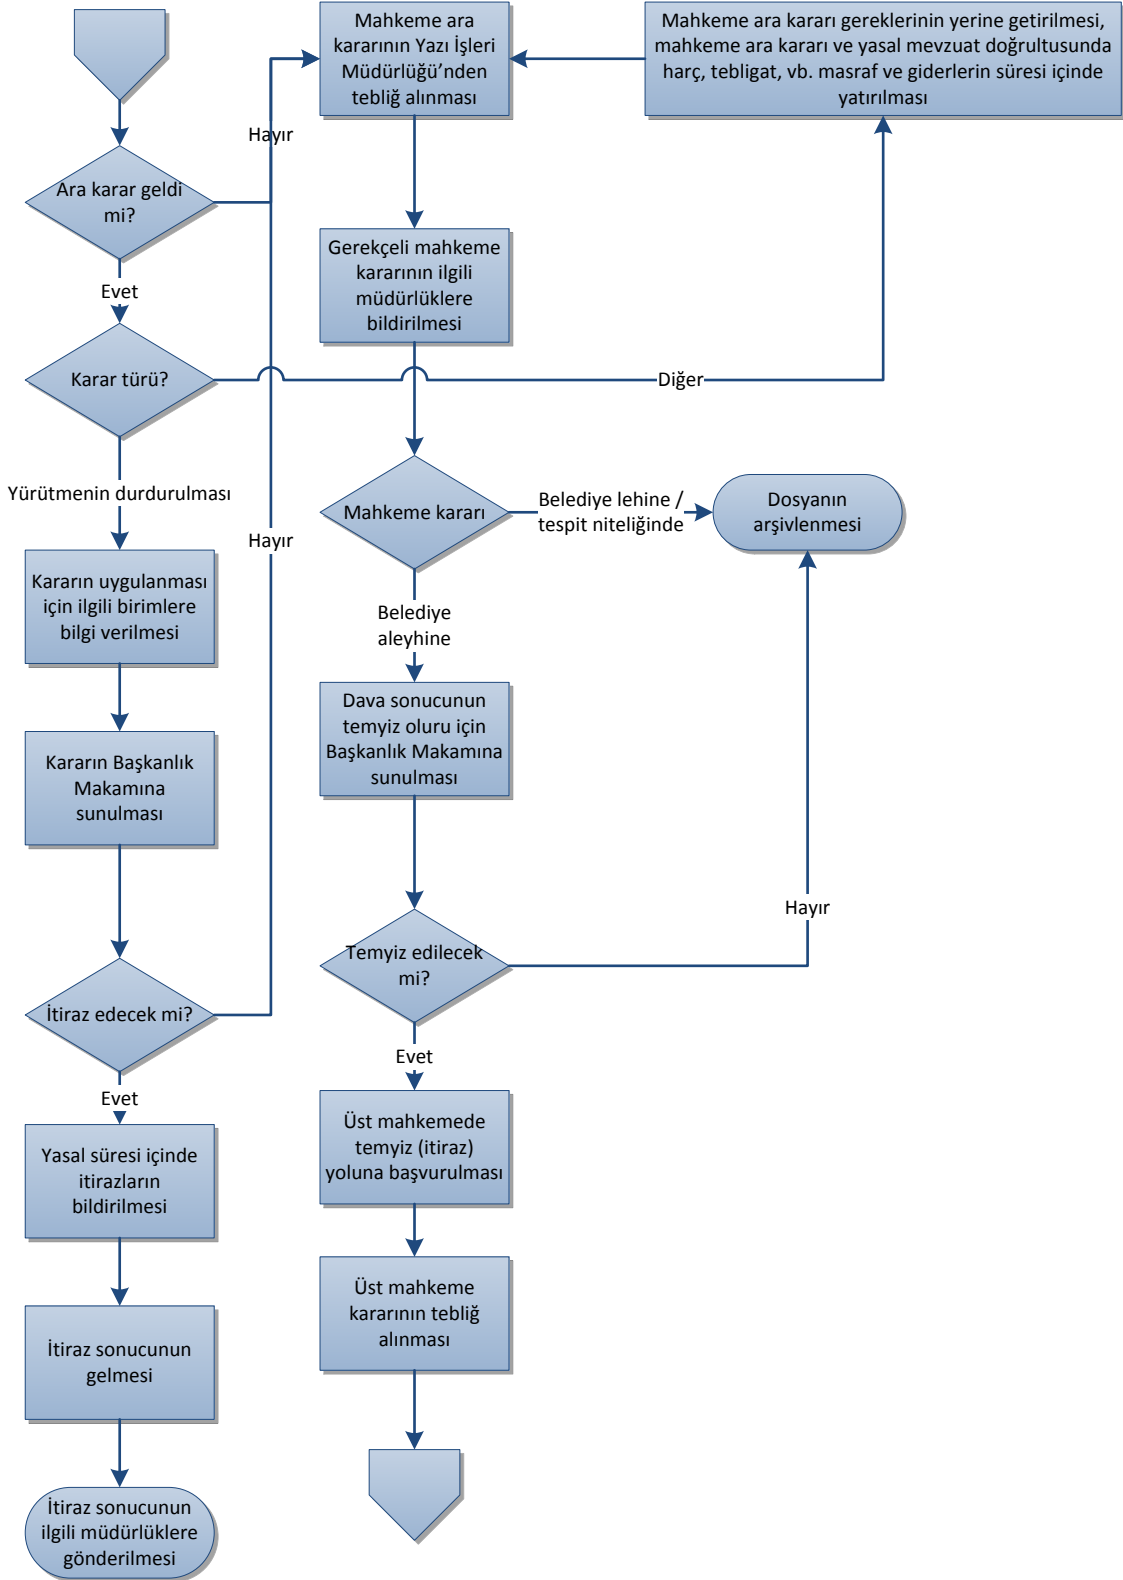 Mahkeme ara
kararının Yazı İşleri
Müdürlüğü'nden
tebliğ alınması
Mahkeme ara kararı gereklerinin yerine getirilmesi,
mahkeme ara kararı ve yasal mevzuat doğrultusunda
harç, tebligat, vb. masraf ve giderlerin süresi içinde
yatırılması
Hayır
Ara karar geldi
mi?
Evet
Gerekçeli mahkeme
kararının ilgili
müdürlüklere
bildirilmesi
Karar türü?
Diğer
Yürütmenin durdurulması
Mahkeme kararı
Belediye lehine /
tespit niteliğinde
Dosyanın
arşivlenmesi
Hayır
Kararın uygulanması
için ilgili birimlere
bilgi verilmesi
Belediye
aleyhine
Dava sonucunun
temyiz oluru için
Başkanlık Makamına
sunulması
Kararın Başkanlık
Makamına
sunulması
Hayır
Temyiz edilecek
mi?
İtiraz edecek mi?
Evet
Evet
Üst mahkemede
temyiz (itiraz)
yoluna başvurulması
Yasal süresi içinde
itirazların
bildirilmesi
Üst mahkeme
kararının tebliğ
alınması
İtiraz sonucunun
gelmesi
İtiraz sonucunun
ilgili müdürlüklere
gönderilmesi